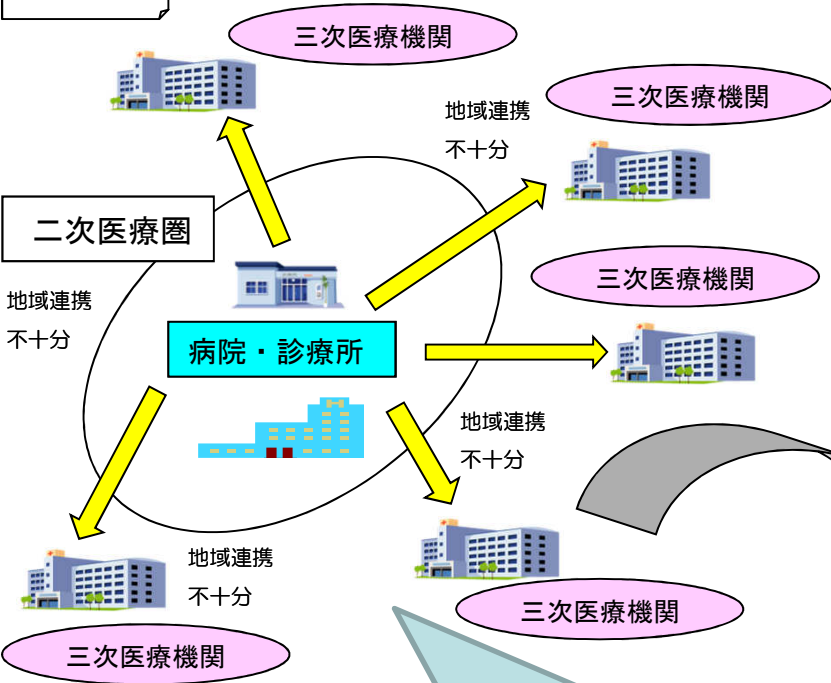 三次医療機関
三次医療機関
地域連携
不十分
二次医療圏
三次医療機関
地域連携
不十分
病院・診療所
地域連携
不十分
地域連携
不十分
三次医療機関
三次医療機関